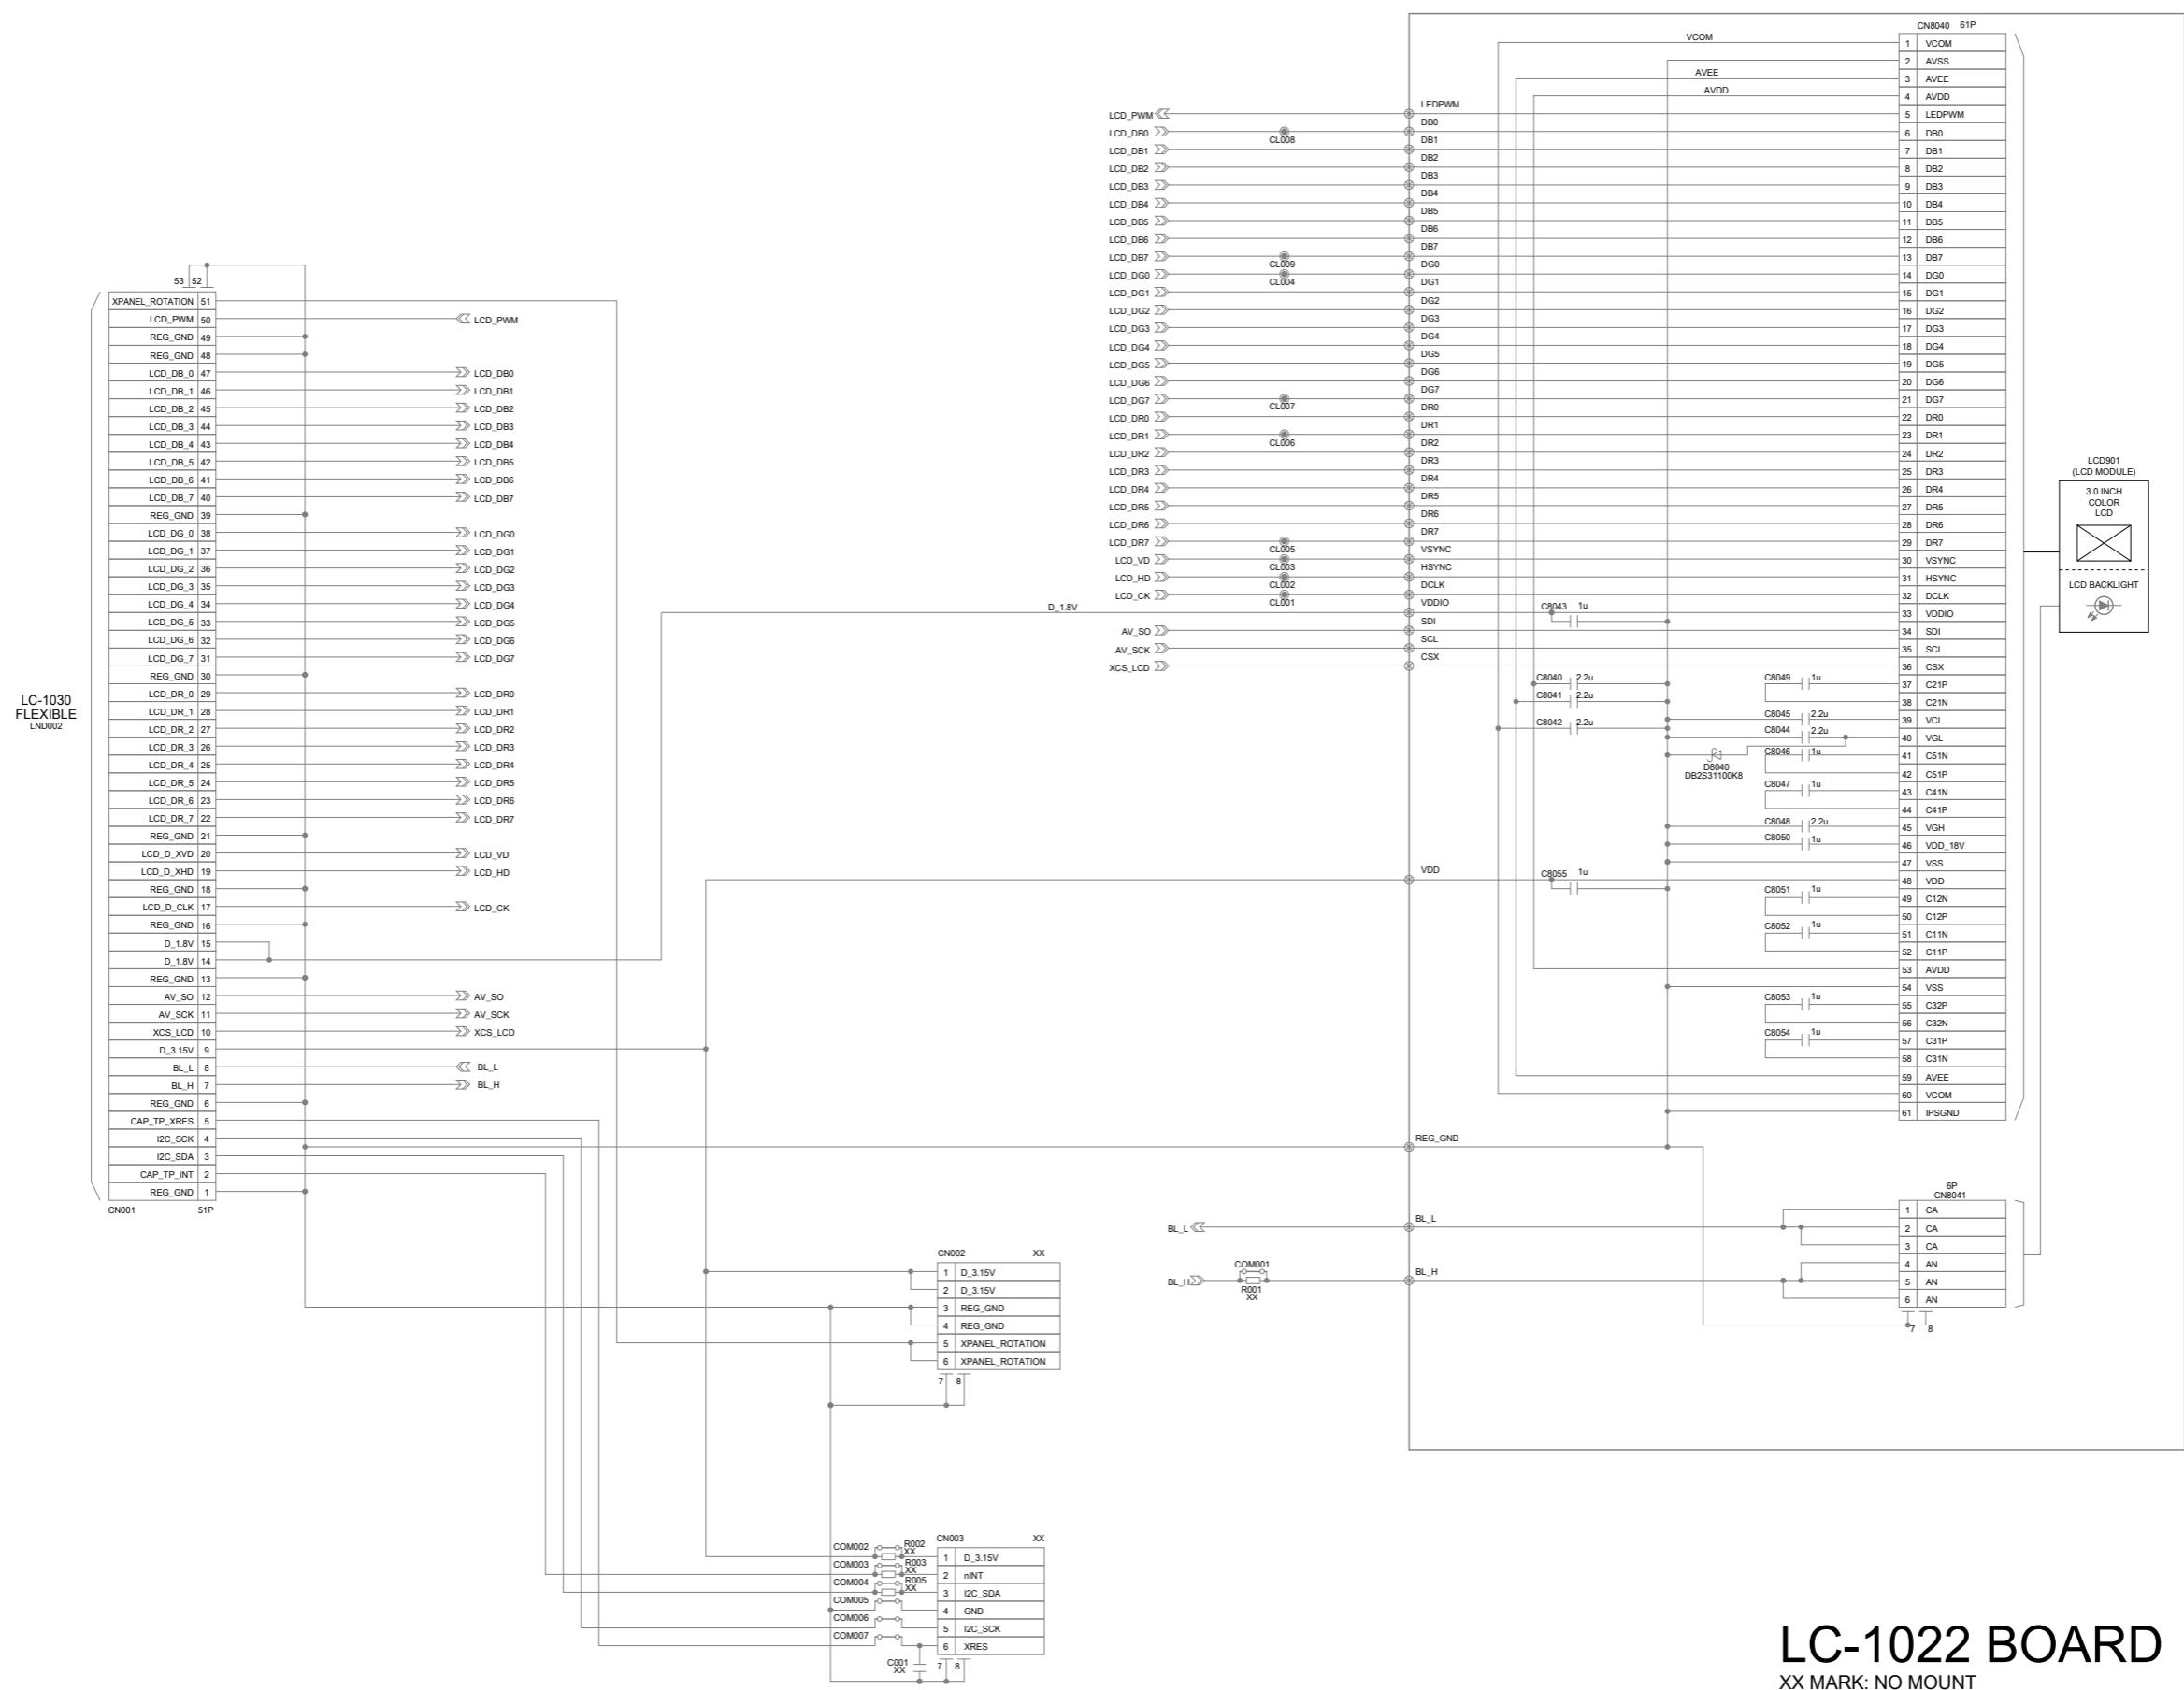 LC-1030
FLEXIBLE
LND002
53 52
XPANEL_ROTATION 51
LCD_PWM 50 LCD_PWM
REG_GND 49
REG_GND 48
LCD_DB_0 47 LCD_DB0
LCD_DB_1 46 LCD_DB1
LCD_DB_2 45 LCD_DB2
LCD_DB_3 44 LCD_DB3
LCD_DB_4 43 LCD_DB4
LCD_DB_5 42 LCD_DB5
LCD_DB_6 41 LCD_DB6
LCD_DB_7 40 LCD_DB7
REG_GND 39
LCD_DG_0 38 LCD_DG0
LCD_DG_1 37 LCD_DG1
LCD_DG_2 36 LCD_DG2
LCD_DG_3 35 LCD_DG3
LCD_DG_4 34 LCD_DG4
LCD_DG_5 33 LCD_DG5
LCD_DG_6 32 LCD_DG6
LCD_DG_7 31 LCD_DG7
REG_GND 30
LCD_DR_0 29 LCD_DR0
LCD_DR_1 28 LCD_DR1
LCD_DR_2 27 LCD_DR2
LCD_DR_3 26 LCD_DR3
LCD_DR_4 25 LCD_DR4
LCD_DR_5 24 LCD_DR5
LCD_DR_6 23 LCD_DR6
LCD_DR_7 22 LCD_DR7
REG_GND 21
LCD_D_XVD 20 LCD_VD
LCD_D_XHD 19 LCD_HD
REG_GND 18
LCD_D_CLK 17 LCD_CK
REG_GND 16
D_1.8V 15
D_1.8V 14
REG_GND 13
AV_SO 12 AV_SO
AV_SCK 11 AV_SCK
XCS_LCD 10 XCS_LCD
D_3.15V 9
BL_L 8 BL_L
BL_H 7 BL_H
REG_GND 6
CAP_TP_XRES 5
I2C_SCK 4
I2C_SDA 3
CAP_TP_INT 2
REG_GND 1
CN001 51P
D_1.8V
CN002 XX
1 D_3.15V
2 D_3.15V
3 REG_GND
4 REG_GND
5 XPANEL_ROTATION
6 XPANEL_ROTATION
7 8
CN003 XX
COM002 R002 XX
1 D_3.15V
COM003 R003 XX
2 nINT
COM004 R005 XX
3 I2C_SDA
COM005
4 GND
COM006
5 I2C_SCK
COM007
6 XRES
C001
XX
7 8
CN8040 61P
VCOM 1 VCOM
2 AVSS
AVEE 3 AVEE
AVDD 4 AVDD
LCD_PWM LEDPWM 5 LEDPWM
LCD_DB0 CL008 DB0 6 DB0
LCD_DB1 DB1 7 DB1
LCD_DB2 DB2 8 DB2
LCD_DB3 DB3 9 DB3
LCD_DB4 DB4 10 DB4
LCD_DB5 DB5 11 DB5
LCD_DB6 DB6 12 DB6
LCD_DB7 CL009 DB7 13 DB7
LCD_DG0 CL004 DG0 14 DG0
LCD_DG1 DG1 15 DG1
LCD_DG2 DG2 16 DG2
LCD_DG3 DG3 17 DG3
LCD_DG4 DG4 18 DG4
LCD_DG5 DG5 19 DG5
LCD_DG6 DG6 20 DG6
LCD_DG7 CL007 DG7 21 DG7
LCD_DR0 DR0 22 DR0
LCD_DR1 CL006 DR1 23 DR1
LCD_DR2 DR2 24 DR2
LCD_DR3 DR3 25 DR3
LCD_DR4 DR4 26 DR4
LCD_DR5 DR5 27 DR5
LCD_DR6 DR6 28 DR6
LCD_DR7 CL005 DR7 29 DR7
LCD_VD CL003 VSYNC 30 VSYNC
LCD_HD CL002 HSYNC 31 HSYNC
LCD_CK CL001 DCLK 32 DCLK
VDDIO C8043 1u 33 VDDIO
AV_SO SDI 34 SDI
AV_SCK SCL 35 SCL
XCS_LCD CSX 36 CSX
C8040 2.2u C8049 1u 37 C21P
C8041 2.2u 38 C21N
C8042 2.2u C8045 2.2u 39 VCL
C8044 2.2u 40 VGL
D8040
DB2S31100K8
C8046 1u 41 C51N
42 C51P
C8047 1u 43 C41N
44 C41P
C8048 2.2u 45 VGH
C8050 1u 46 VDD_18V
47 VSS
VDD C8055 1u 48 VDD
C8051 1u 49 C12N
50 C12P
C8052 1u 51 C11N
52 C11P
53 AVDD
54 VSS
C8053 1u 55 C32P
56 C32N
C8054 1u 57 C31P
58 C31N
59 AVEE
60 VCOM
61 IPSGND
REG_GND
6P
CN8041
1 CA
BL_L BL_L 2 CA
3 CA
4 AN
BL_H COM001 R001 XX BL_H 5 AN
6 AN
7 8
LCD901
(LCD MODULE)
3.0 INCH
COLOR
LCD
LCD BACKLIGHT
LC-1022 BOARD
XX MARK: NO MOUNT